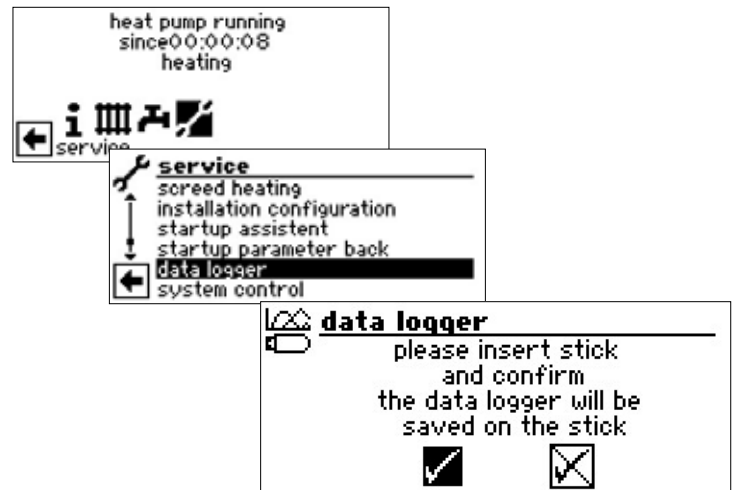 heat pump running
since00:00:08
heating
service
service
screed heating
installation configuration
startup assistent
startup parameter back
data logger
system control
data logger
please insert stick
and confirm
the data logger will be
saved on the stick